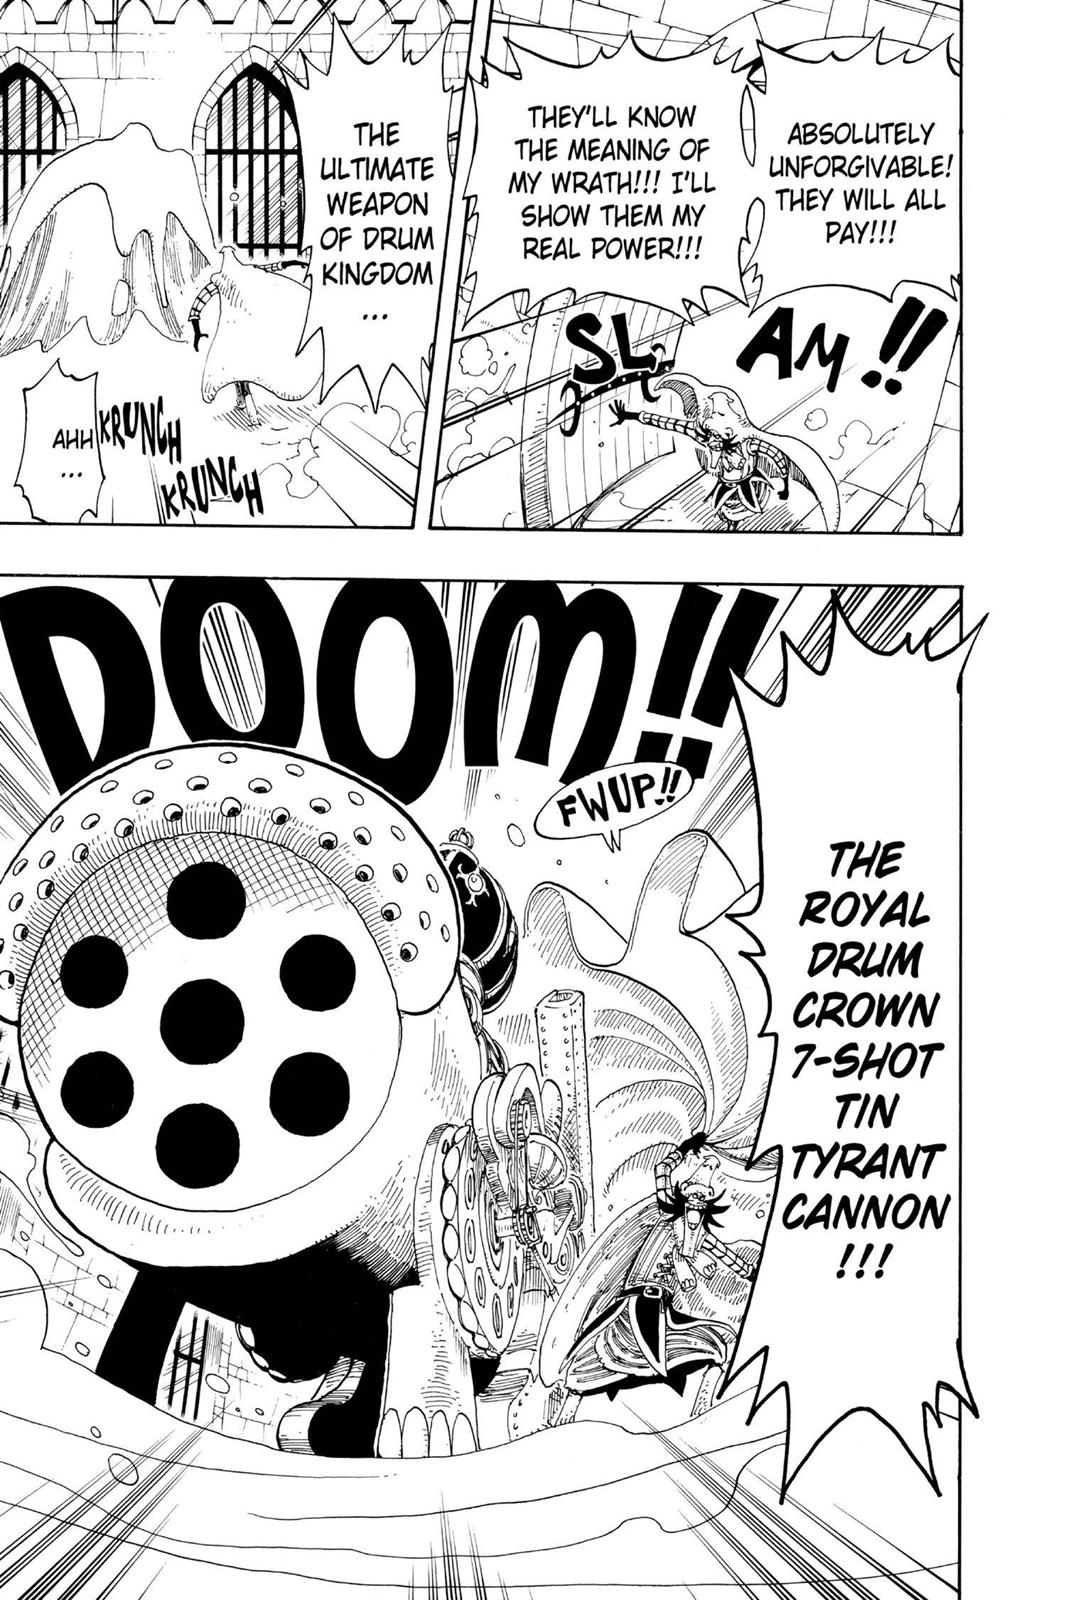 ABSOLUTELY
UNFORGIVABLE!
THEY WILL ALL
PAY!!!
THEY'LL KNOW
THE MEANING OF
MY WRATH!!! I'LL
SHOW THEM MY
REAL POWER!!!
SLAM!!
THE
ULTIMATE
WEAPON
OF DRUM
KINGDOM
...
KRUNCH
KRUNCH
AHH
...
DOOM!!
FWUP!!
THE
ROYAL
DRUM
CROWN
7-SHOT
TIN
TYRANT
CANNON
!!!